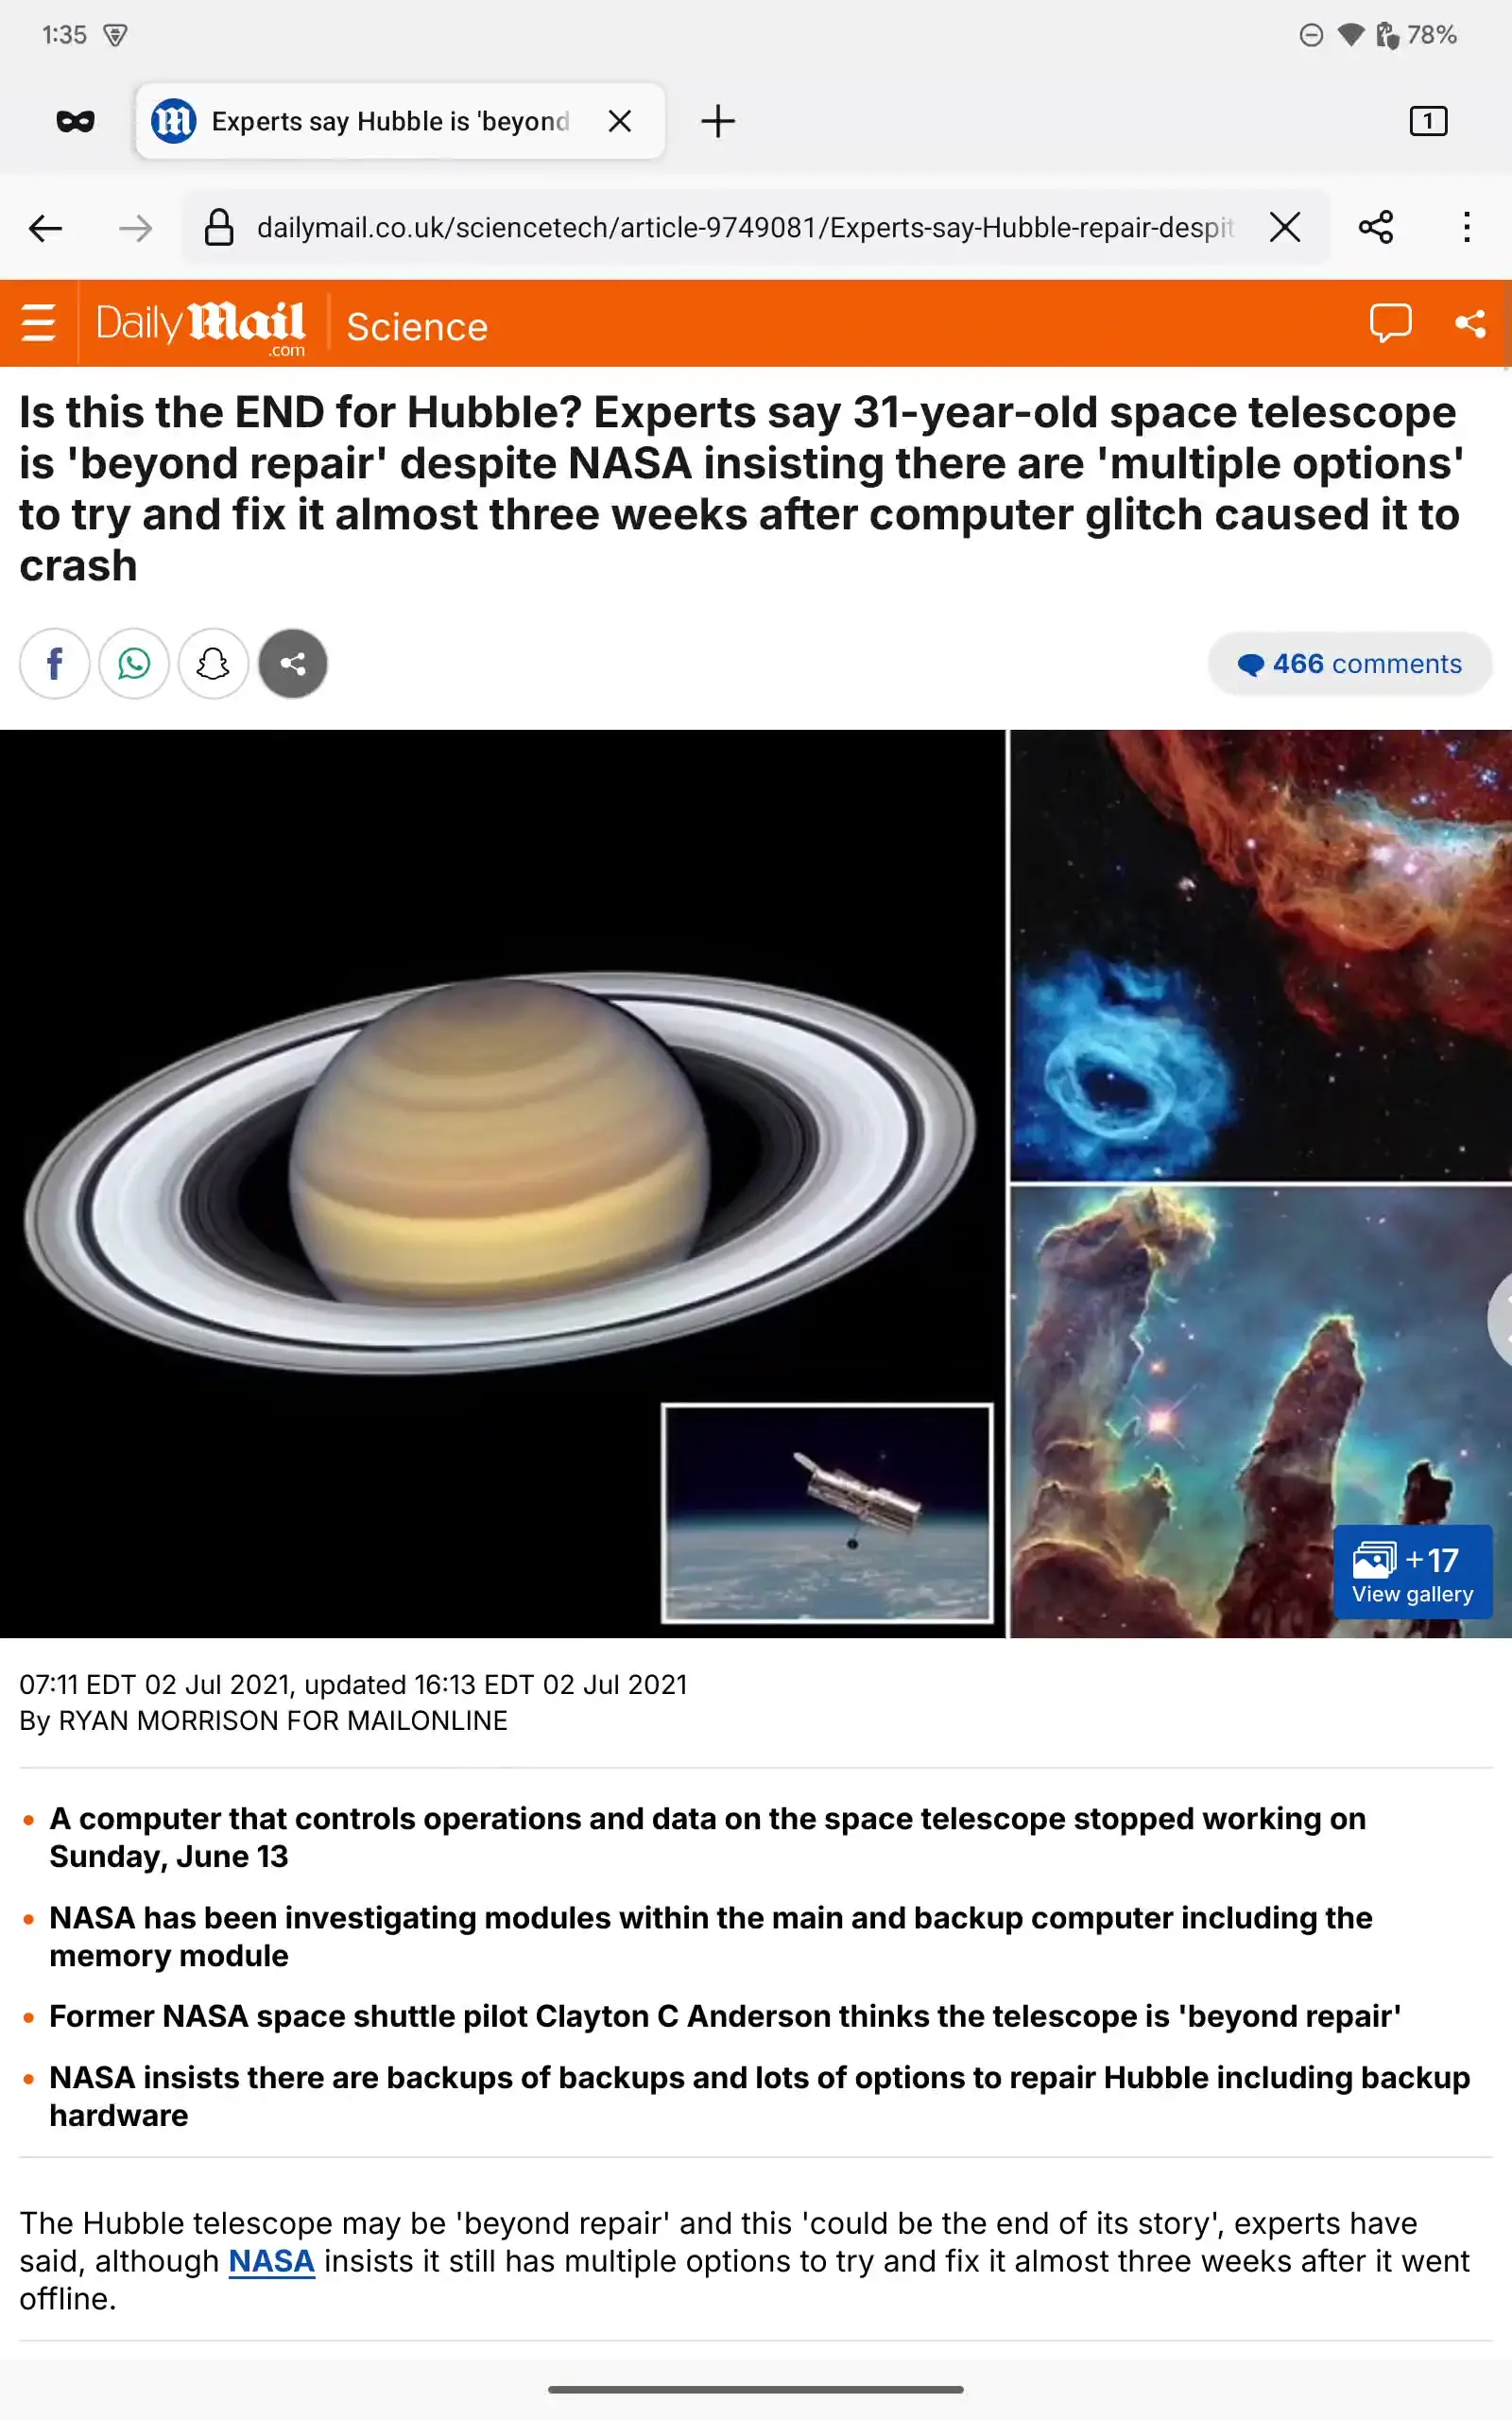 1:35
78%
Experts say Hubble is 'beyond
1
dailymail.co.uk/sciencetech/article-9749081/Experts-say-Hubble-repair-despit
Daily Mail
.com
Science
Is this the END for Hubble? Experts say 31-year-old space telescope
is 'beyond repair' despite NASA insisting there are 'multiple options'
to try and fix it almost three weeks after computer glitch caused it to
crash
466 comments
+17
View gallery
07:11 EDT 02 Jul 2021, updated 16:13 EDT 02 Jul 2021
By RYAN MORRISON FOR MAILONLINE
• A computer that controls operations and data on the space telescope stopped working on
Sunday, June 13
• NASA has been investigating modules within the main and backup computer including the
memory module
• Former NASA space shuttle pilot Clayton C Anderson thinks the telescope is 'beyond repair'
• NASA insists there are backups of backups and lots of options to repair Hubble including backup
hardware
The Hubble telescope may be 'beyond repair' and this 'could be the end of its story', experts have
said, although NASA insists it still has multiple options to try and fix it almost three weeks after it went
offline.